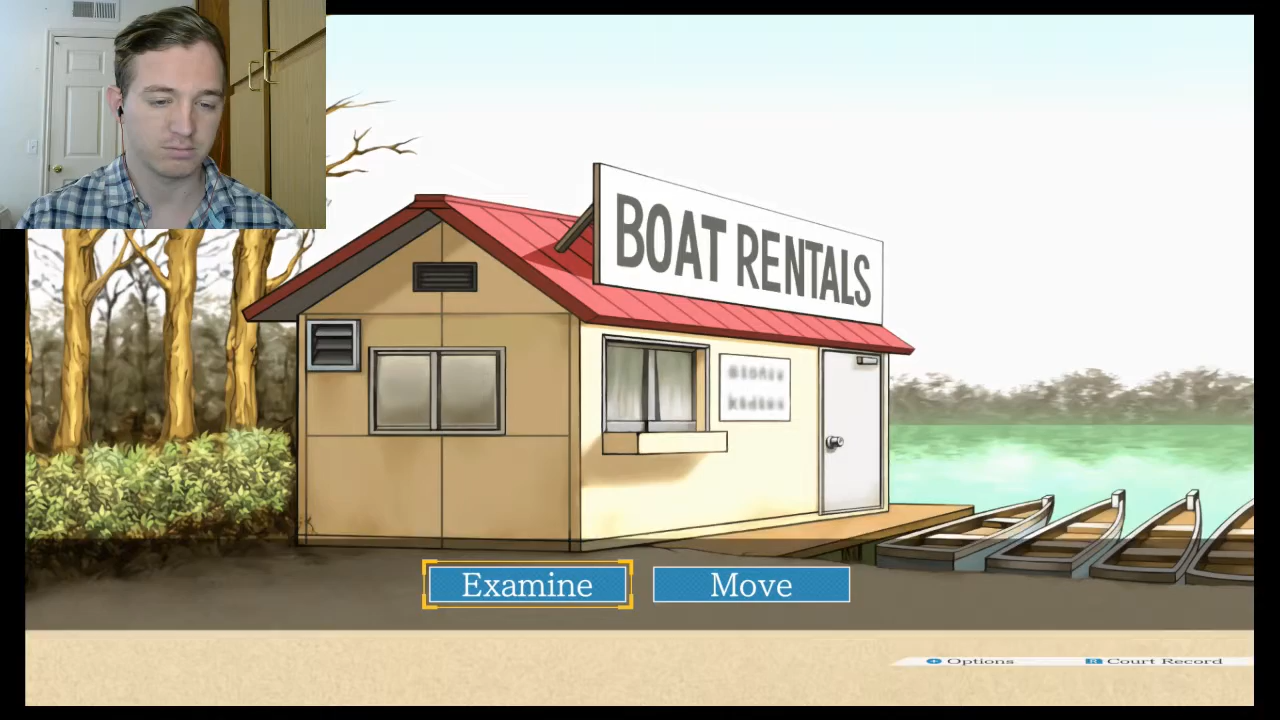 BOAT RENTALS
Examine
Move
Options
Court Record